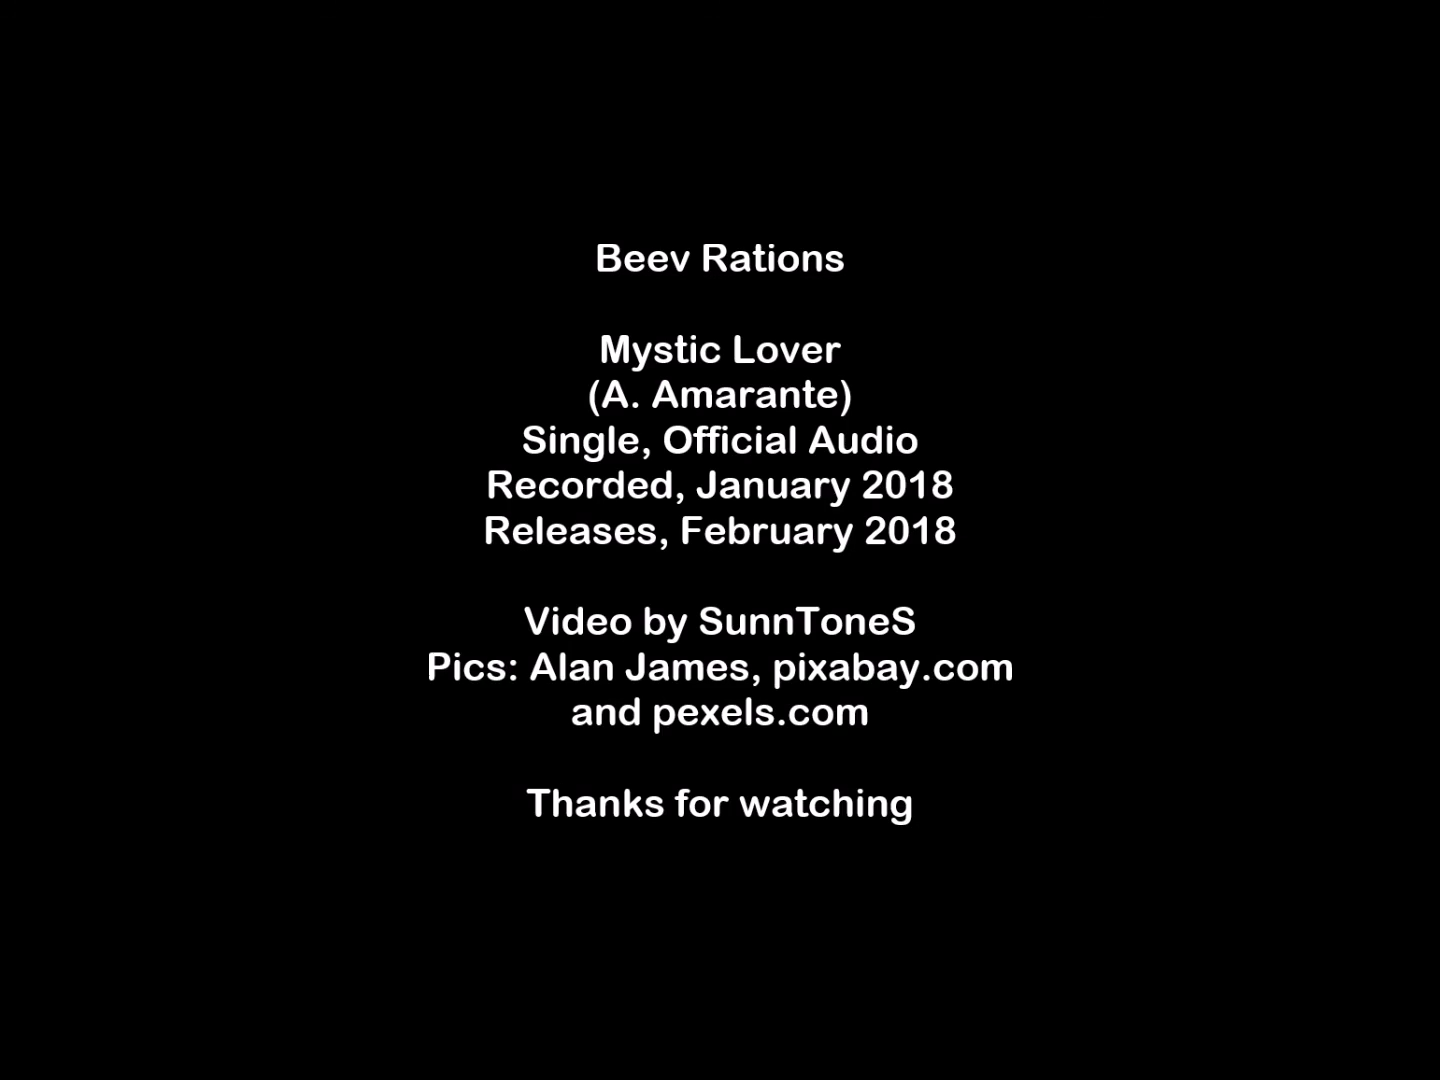 Beev Rations
Mystic Lover
(A. Amarante)
Single, Official Audio
Recorded, January 2018
Releases, February 2018
Video by SunnToneS
Pics: Alan James, pixabay.com
and pexels.com
Thanks for watching